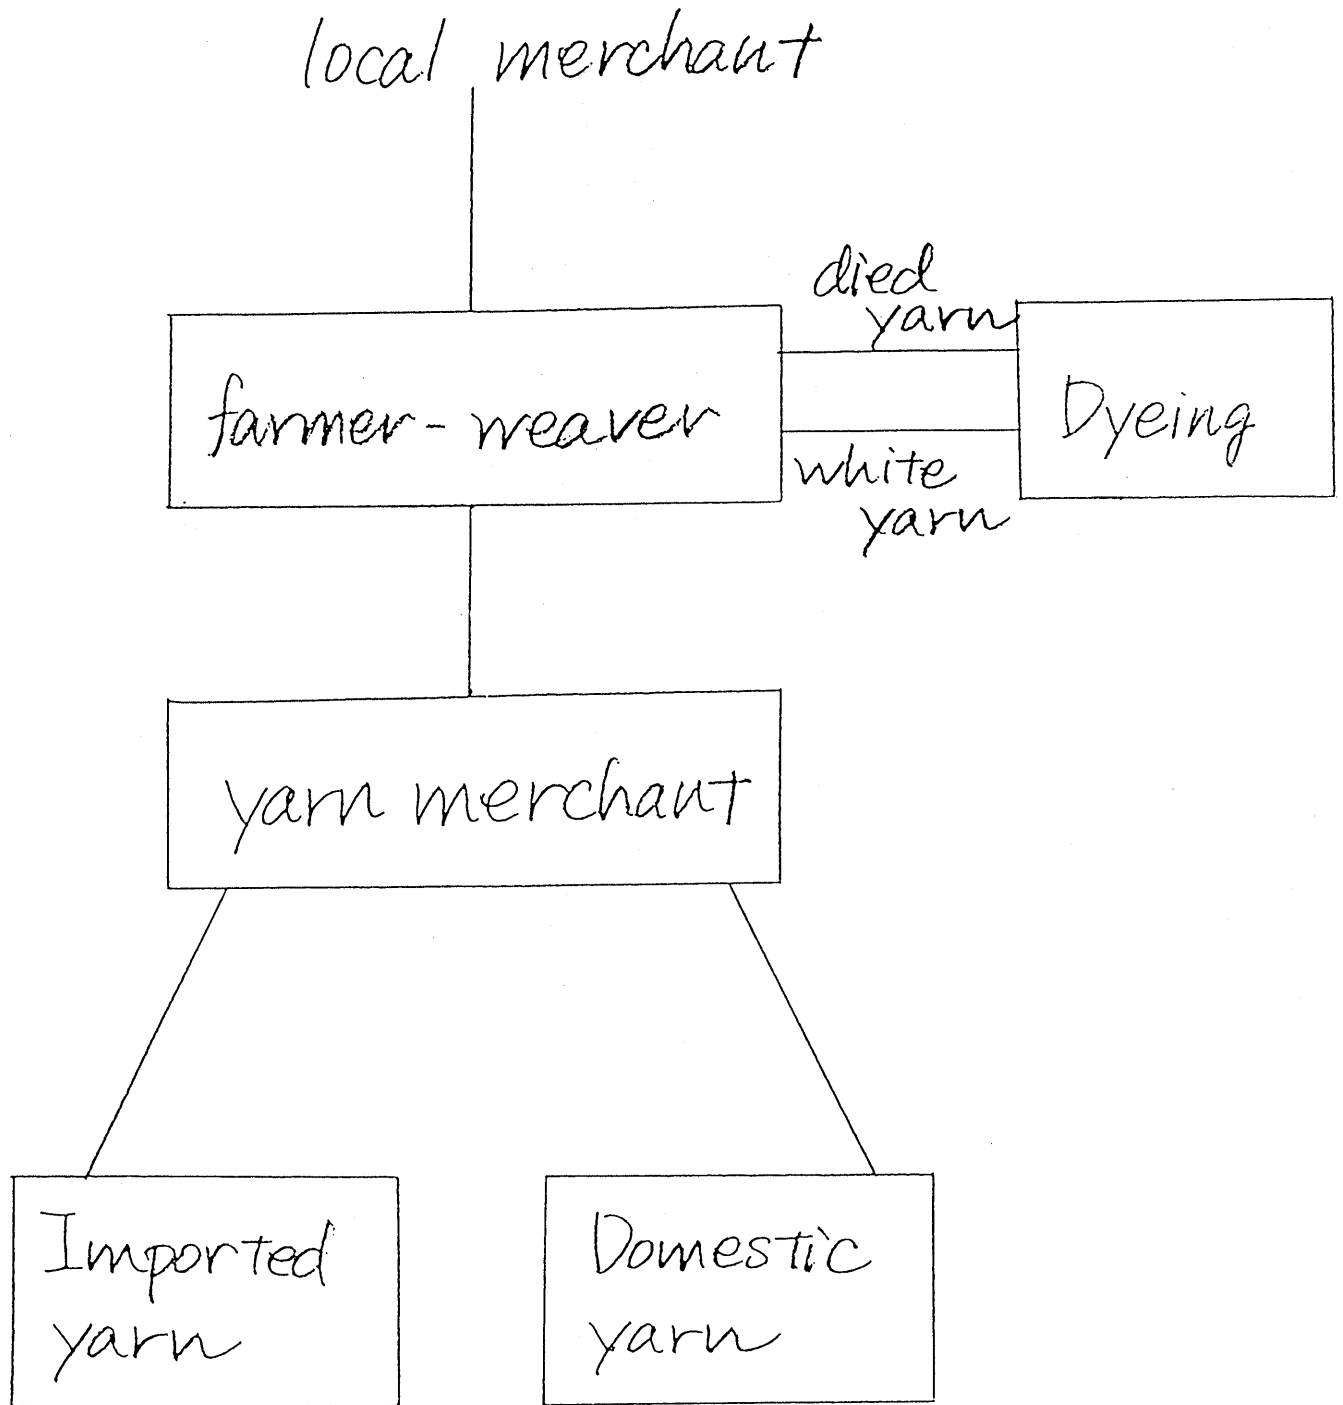 local merchant
died
yarn
farmer - weaver
Dyeing
white
yarn
yarn merchant
Imported
yarn
Domestic
yarn